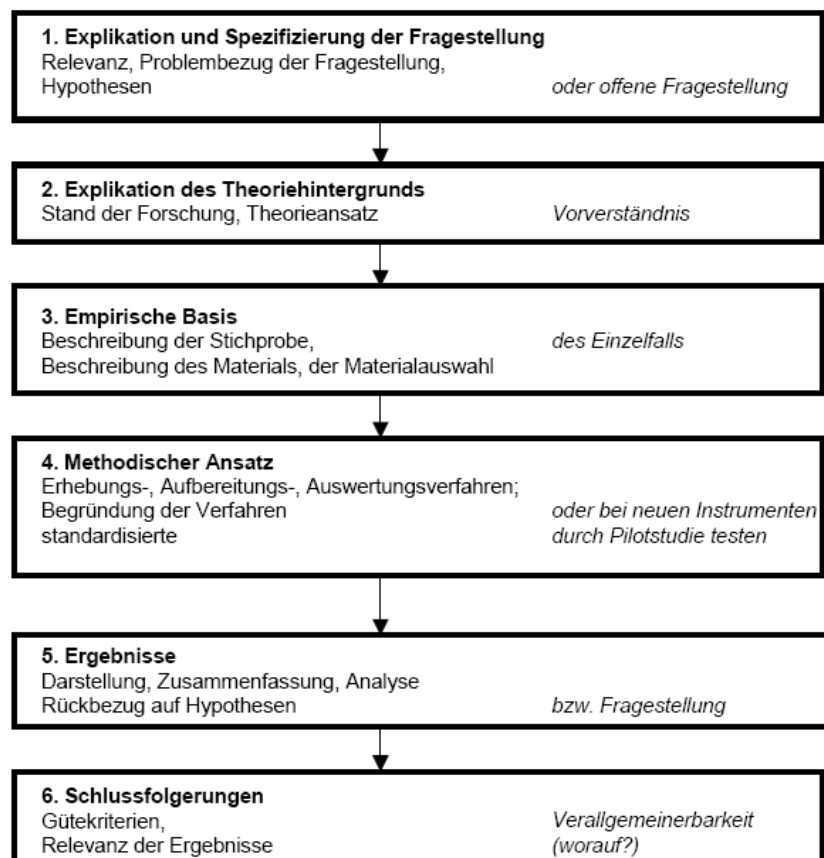 1. Explikation und Spezifizierung der Fragestellung
Relevanz, Problembezug der Fragestellung,
Hypothesen oder offene Fragestellung
2. Explikation des Theoriehintergrunds
Stand der Forschung, Theorieansatz Vorverständnis
3. Empirische Basis
Beschreibung der Stichprobe, des Einzelfalls
Beschreibung des Materials, der Materialauswahl
4. Methodischer Ansatz
Erhebungs-, Aufbereitungs-, Auswertungsverfahren;
Begründung der Verfahren oder bei neuen Instrumenten
standardisierte durch Pilotstudie testen
5. Ergebnisse
Darstellung, Zusammenfassung, Analyse
Rückbezug auf Hypothesen bzw. Fragestellung
6. Schlussfolgerungen
Gütekriterien, Verallgemeinerbarkeit
Relevanz der Ergebnisse (worauf?)